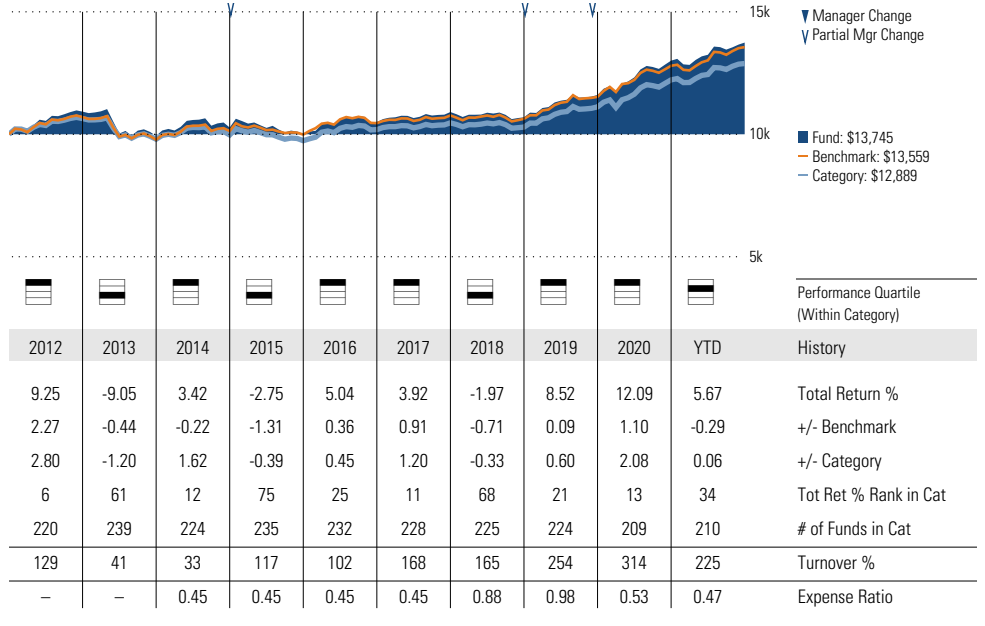 15k
Manager Change
Partial Mgr Change
10k
Fund: $13,745
Benchmark: $13,559
Category: $12,889
5k
Performance Quartile
(Within Category)
2012 2013 2014 2015 2016 2017 2018 2019 2020 YTD History
9.25 -9.05 3.42 -2.75 5.04 3.92 -1.97 8.52 12.09 5.67 Total Return %
2.27 -0.44 -0.22 -1.31 0.36 0.91 -0.71 0.09 1.10 -0.29 +/- Benchmark
2.80 -1.20 1.62 -0.39 0.45 1.20 -0.33 0.60 2.08 0.06 +/- Category
6 61 12 75 25 11 68 21 13 34 Tot Ret % Rank in Cat
220 239 224 235 232 228 225 224 209 210 # of Funds in Cat
129 41 33 117 102 168 165 254 314 225 Turnover %
– – 0.45 0.45 0.45 0.45 0.88 0.98 0.53 0.47 Expense Ratio